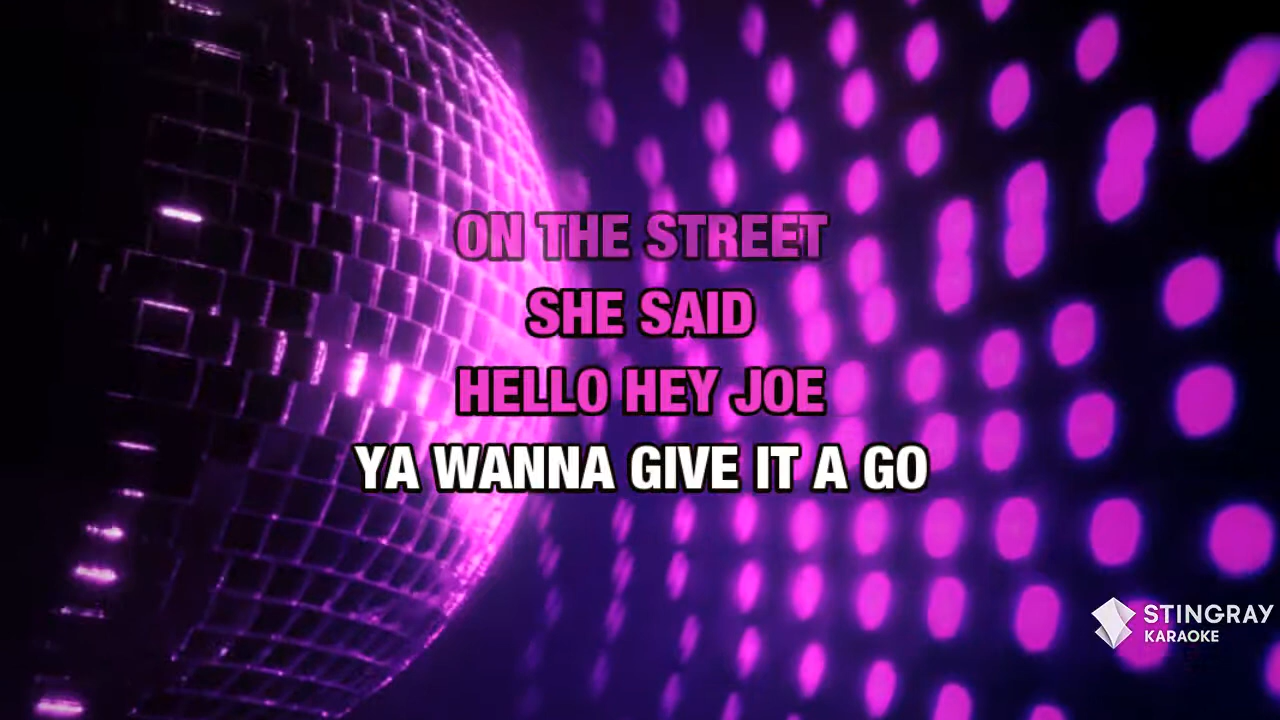 ON THE STREET
SHE SAID
HELLO HEY JOE
YA WANNA GIVE IT A GO
STINGRAY
KARAOKE